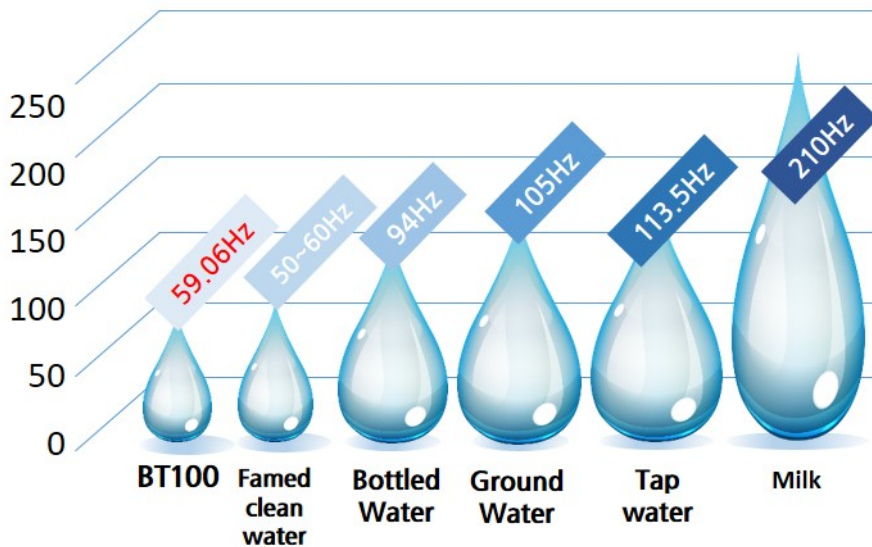 250
200
150
100
50
0
59.06Hz
50~60Hz
94Hz
105Hz
113.5Hz
210Hz
BT100
Famed
clean
water
Bottled
Water
Ground
Water
Tap
water
Milk